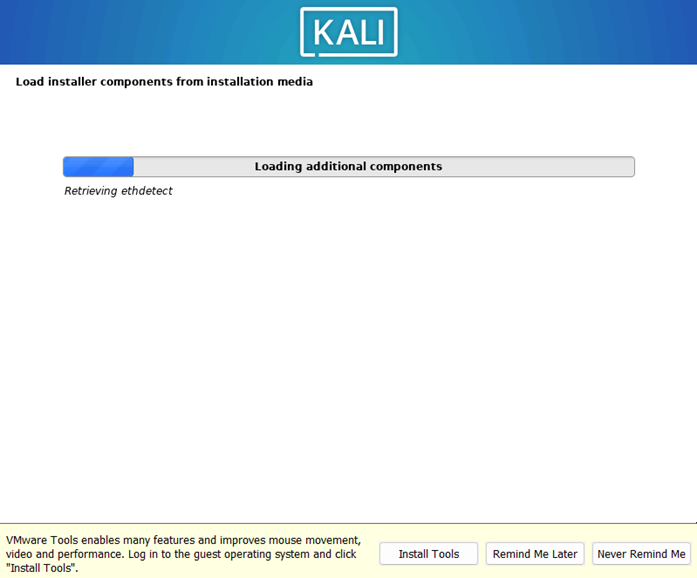 KALI
Load installer components from installation media
Loading additional components
Retrieving ethdetect
VMware Tools enables many features and improves mouse movement,
video and performance. Log in to the guest operating system and click
"Install Tools".
Install Tools
Remind Me Later
Never Remind Me